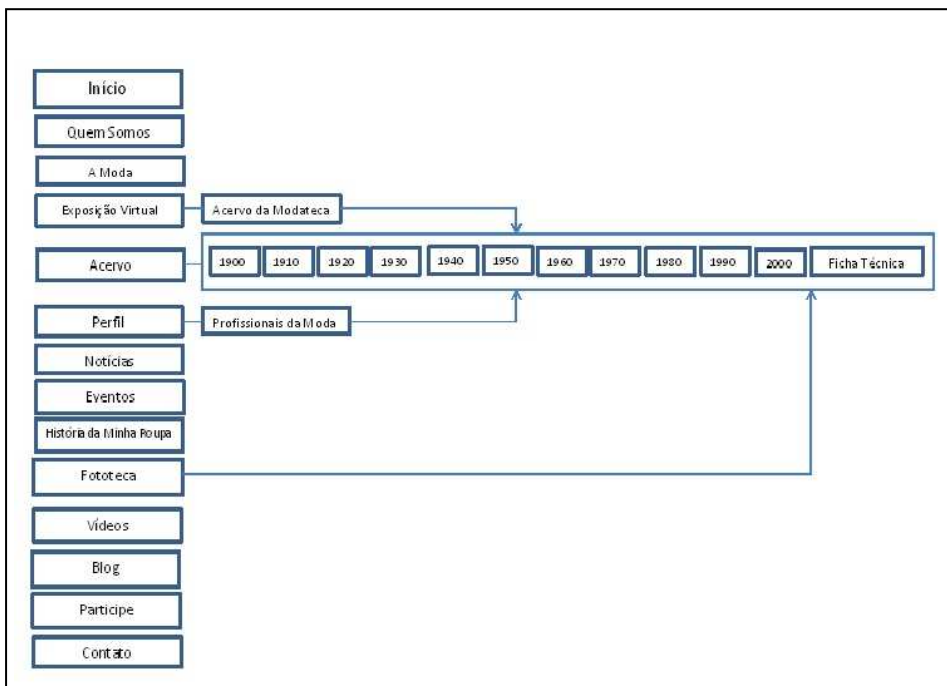 Início
Quem Somos
A Moda
Exposição Virtual Acervo da Modateca
Acervo 1900 1910 1920 1930 1940 1950 1960 1970 1980 1990 2000 Ficha Técnica
Perfil Profissionais da Moda
Notícias
Eventos
História da Minha Roupa
Fototeca
Vídeos
Blog
Participe
Contato